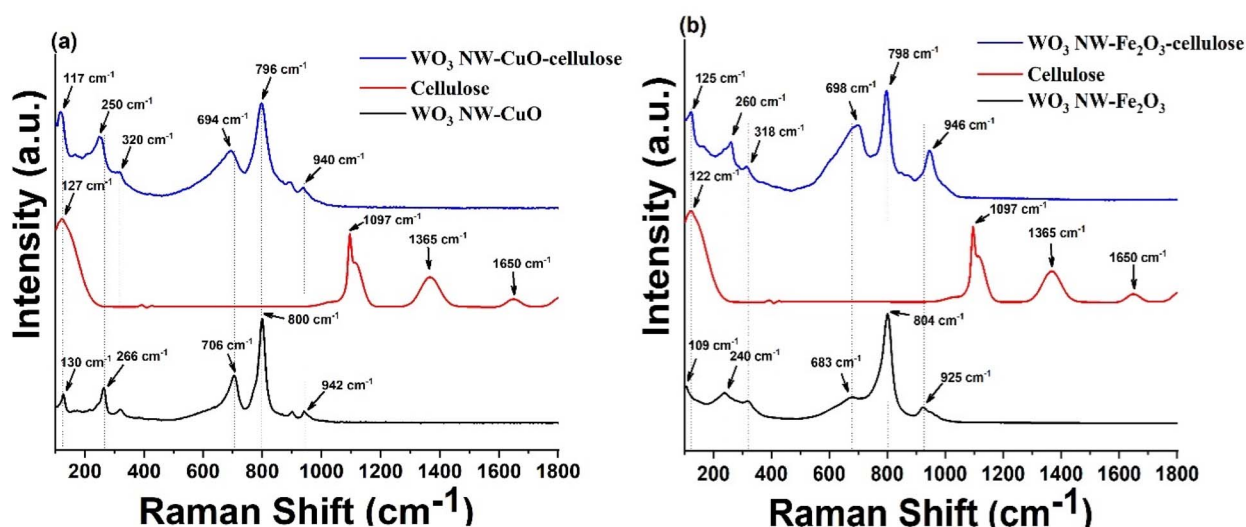 (a)
WO₃ NW-CuO-cellulose
Cellulose
WO₃ NW-CuO
117 cm⁻¹
250 cm⁻¹
320 cm⁻¹
694 cm⁻¹
796 cm⁻¹
940 cm⁻¹
127 cm⁻¹
1097 cm⁻¹
1365 cm⁻¹
1650 cm⁻¹
130 cm⁻¹
266 cm⁻¹
706 cm⁻¹
800 cm⁻¹
942 cm⁻¹
Intensity (a.u.)
200 400 600 800 1000 1200 1400 1600 1800
Raman Shift (cm⁻¹)
(b)
WO₃ NW-Fe₂O₃-cellulose
Cellulose
WO₃ NW-Fe₂O₃
125 cm⁻¹
260 cm⁻¹
318 cm⁻¹
698 cm⁻¹
798 cm⁻¹
946 cm⁻¹
122 cm⁻¹
1097 cm⁻¹
1365 cm⁻¹
1650 cm⁻¹
109 cm⁻¹
240 cm⁻¹
683 cm⁻¹
804 cm⁻¹
925 cm⁻¹
Intensity (a.u.)
200 400 600 800 1000 1200 1400 1600 1800
Raman Shift (cm⁻¹)